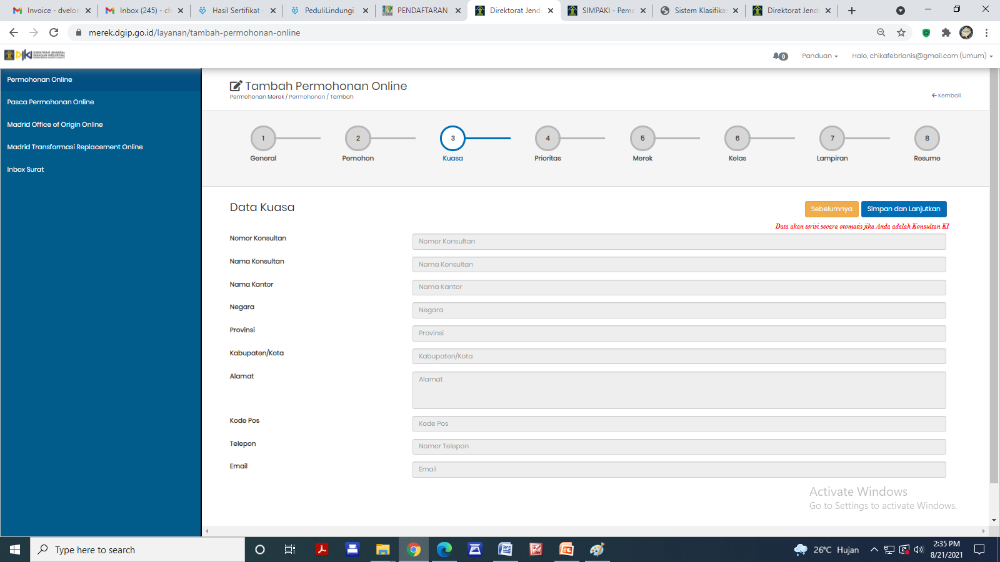 Invoice - dvelor
Inbox (245) - ch
Hasil Sertifikat -
PeduliLindungi
PENDAFTARAN
Direktorat Jende
SIMPAKI - Peme
Sistem Klasifika
Direktorat Jende
merek.dgip.go.id/layanan/tambah-permohonan-online
DIREKTORAT JENDERAL
KEKAYAAN INTELEKTUAL
0
Panduan
Halo, chikafebrianis@gmail.com (Umum)
Permohonan Online
Pasca Permohonan Online
Madrid Office of Origin Online
Madrid Transformasi Replacement Online
Inbox Surat
Tambah Permohonan Online
Permohonan Merek / Permohonan / Tambah
Kembali
1 2 3 4 5 6 7 8
General Pemohon Kuasa Prioritas Merek Kelas Lampiran Resume
Data Kuasa
Sebelumnya
Simpan dan Lanjutkan
Data akan terisi secara otomatis jika Anda adalah Konsultan KI
Nomor Konsultan
Nomor Konsultan
Nama Konsultan
Nama Konsultan
Nama Kantor
Nama Kantor
Negara
Negara
Provinsi
Provinsi
Kabupaten/Kota
Kabupaten/Kota
Alamat
Alamat
Kode Pos
Kode Pos
Telepon
Nomor Telepon
Email
Email
Activate Windows
Go to Settings to activate Windows.
Type here to search
26°C Hujan
2:35 PM
8/21/2021